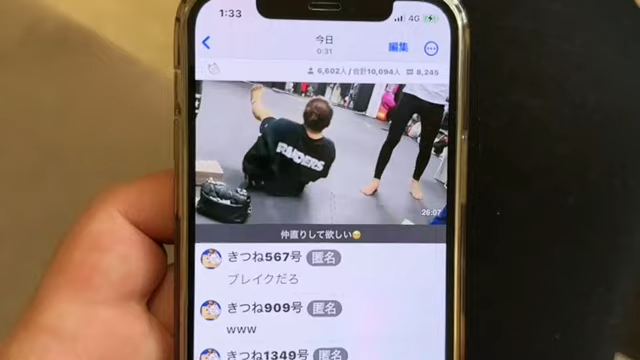 1:33
4G
今日
0:31
編集
6,602人 / 合計10,094人 8,245
RAIDERS
26:07
仲直りして欲しい🥺
きつね567号 匿名
ブレイクだろ
きつね909号 匿名
www
きつね1349号 匿名